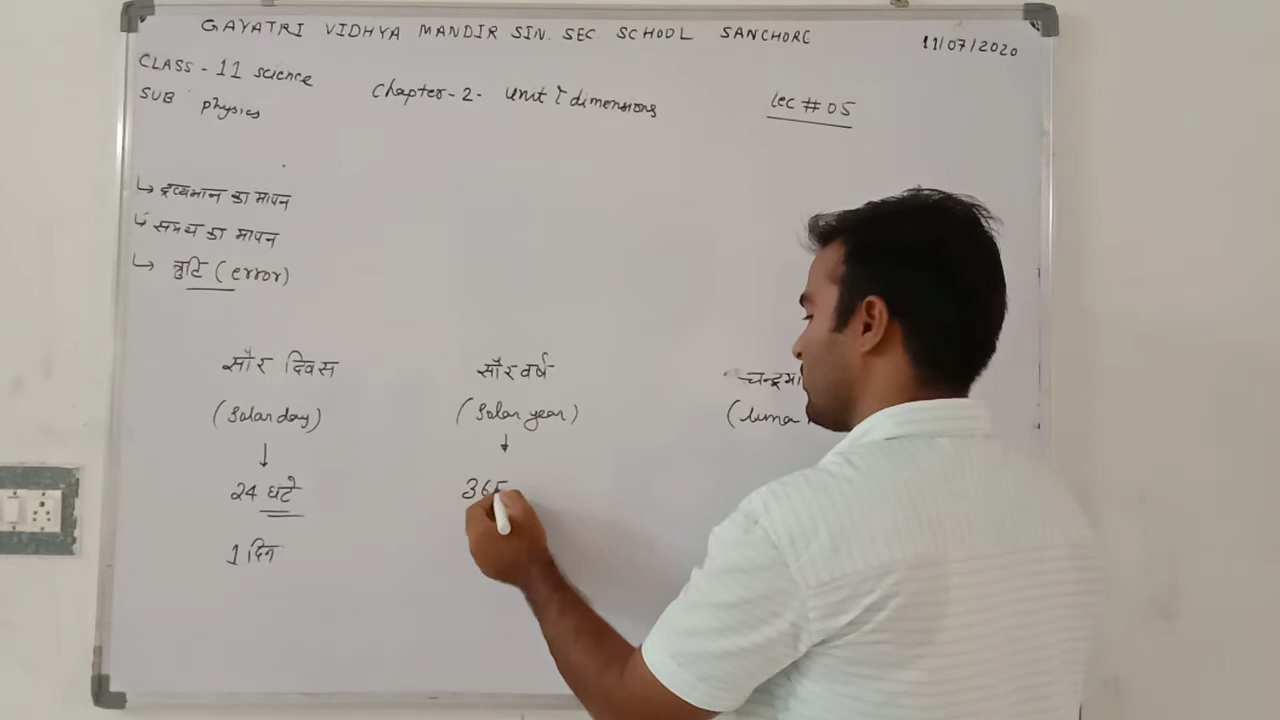 GAYATRI VIDHYA MANDIR SIN. SEC SCHOOL SANCHORE
11/07/2020
CLASS - 11 science
SUB physics
Chapter-2- unit & dimensions
lec # 05
↳ द्रव्यमान का मापन
↳ समय का मापन
↳ त्रुटि (error)
सौर दिवस
(solar day)
↓
24 घंटे
1 दिन
सौर वर्ष
(solar year)
↓
365
चन्द्रमा
(luna